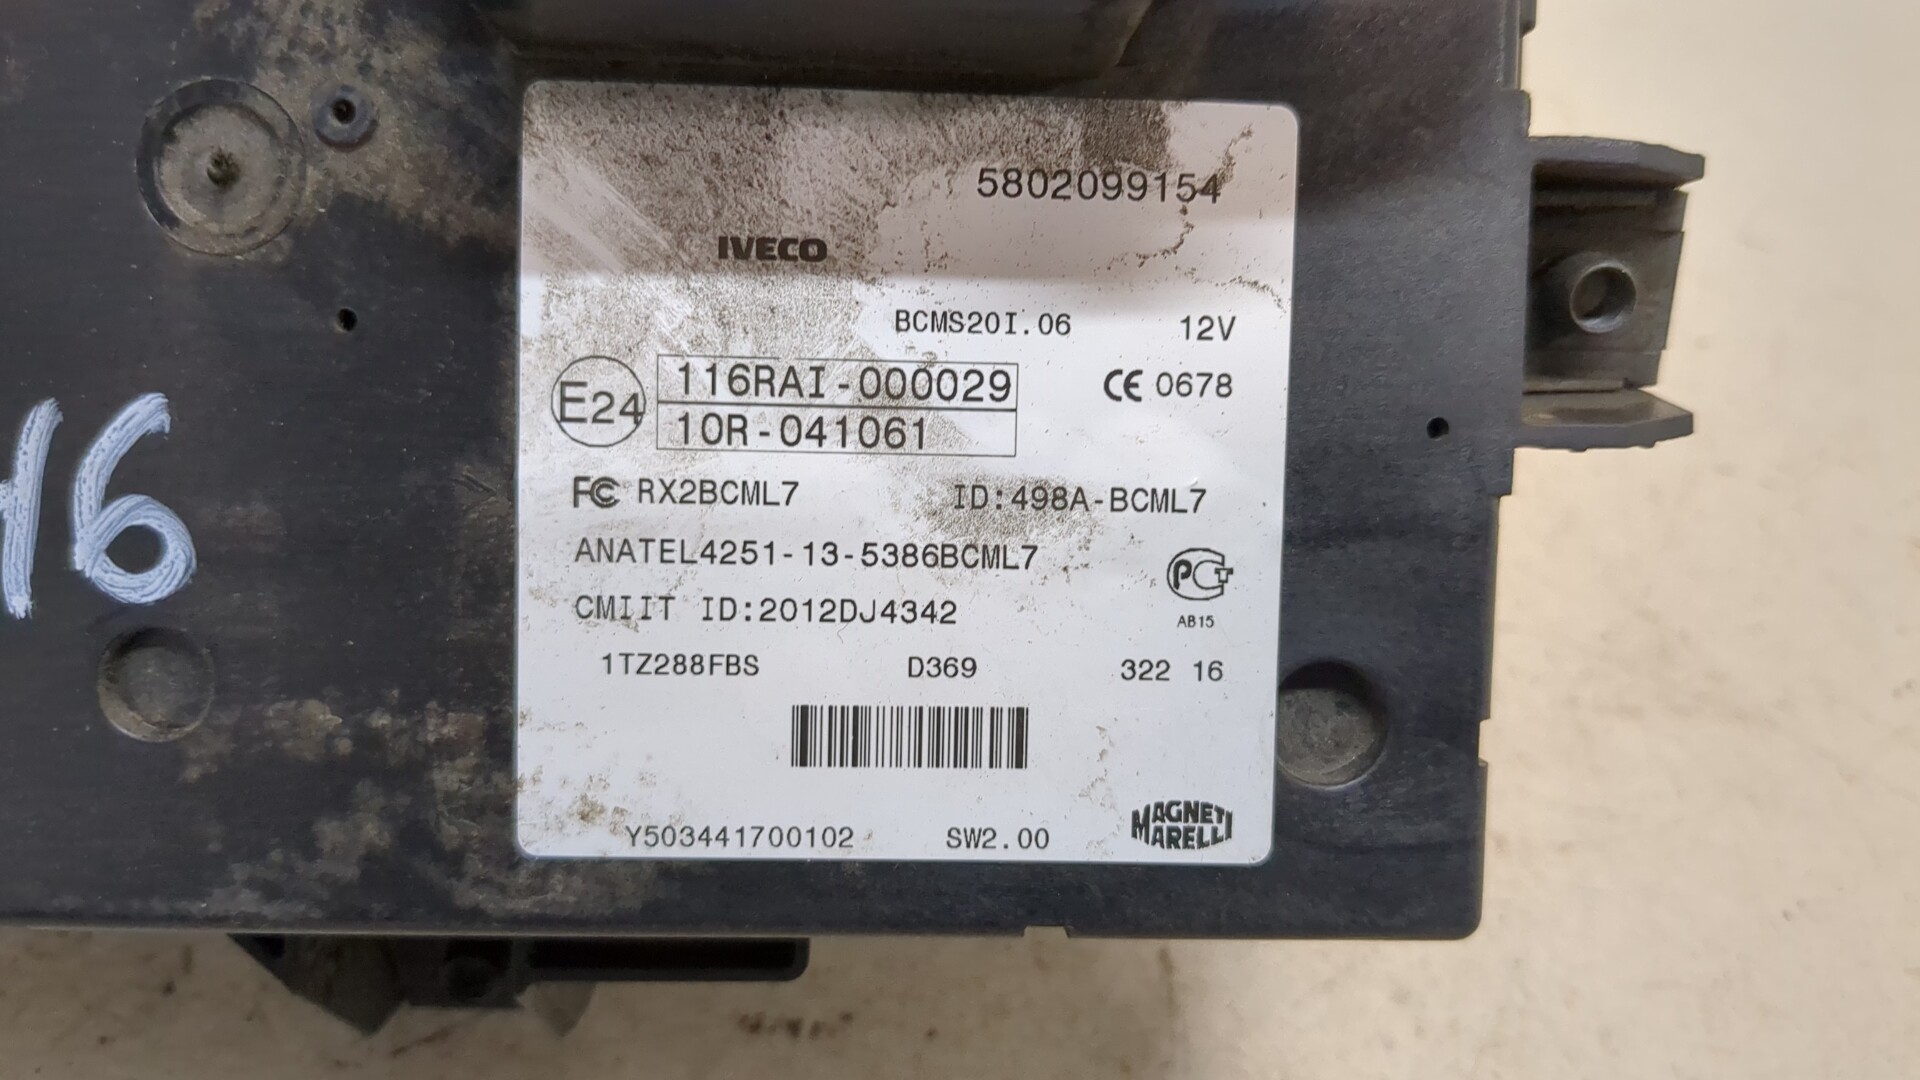 5802099154
IVECO
BCMS20I.06 12V
E24 116RAI-000029 CE 0678
10R-041061
FC RX2BCML7 ID:498A-BCML7
ANATEL4251-13-5386BCML7
PCT
CMIIT ID:2012DJ4342 AB15
1TZ288FBS D369 322 16
Y503441700102 SW2.00 MAGNETI MARELLI
16